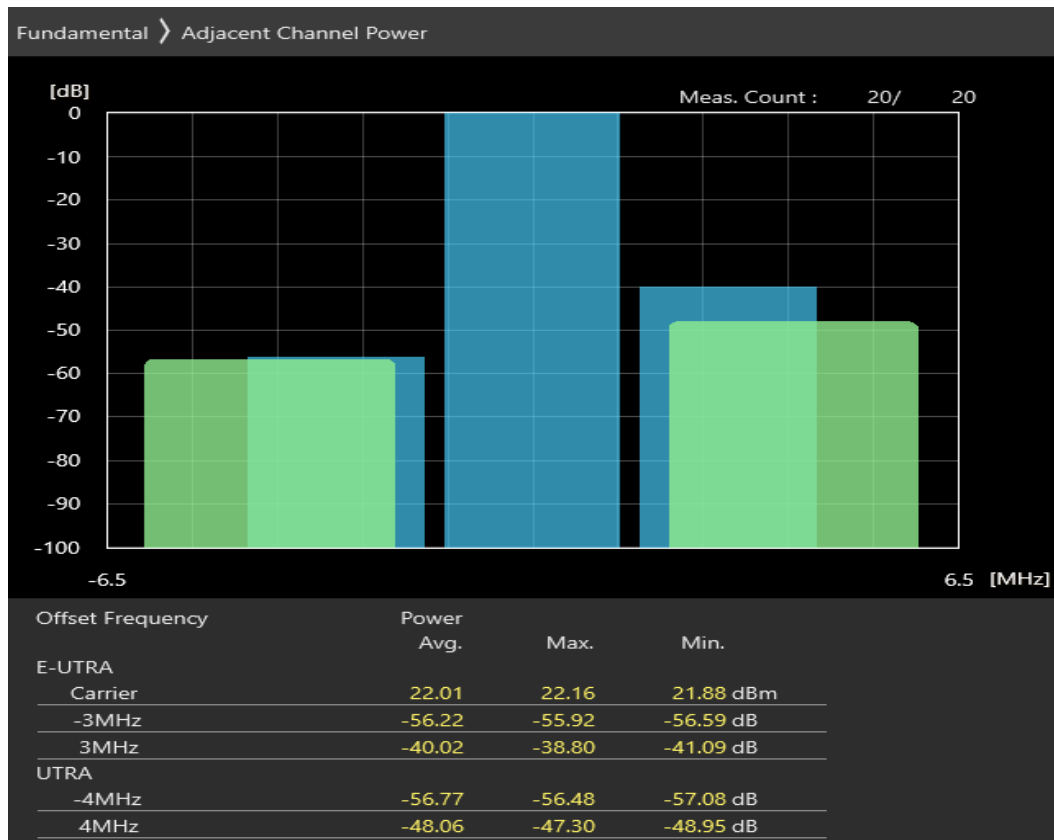 Fundamental 〉 Adjacent Channel Power
[dB]
Meas. Count : 20/ 20
0
-10
-20
-30
-40
-50
-60
-70
-80
-90
-100
-6.5 6.5 [MHz]
Offset Frequency Power
Avg. Max. Min.
E-UTRA
Carrier 22.01 22.16 21.88 dBm
-3MHz -56.22 -55.92 -56.59 dB
3MHz -40.02 -38.80 -41.09 dB
UTRA
-4MHz -56.77 -56.48 -57.08 dB
4MHz -48.06 -47.30 -48.95 dB